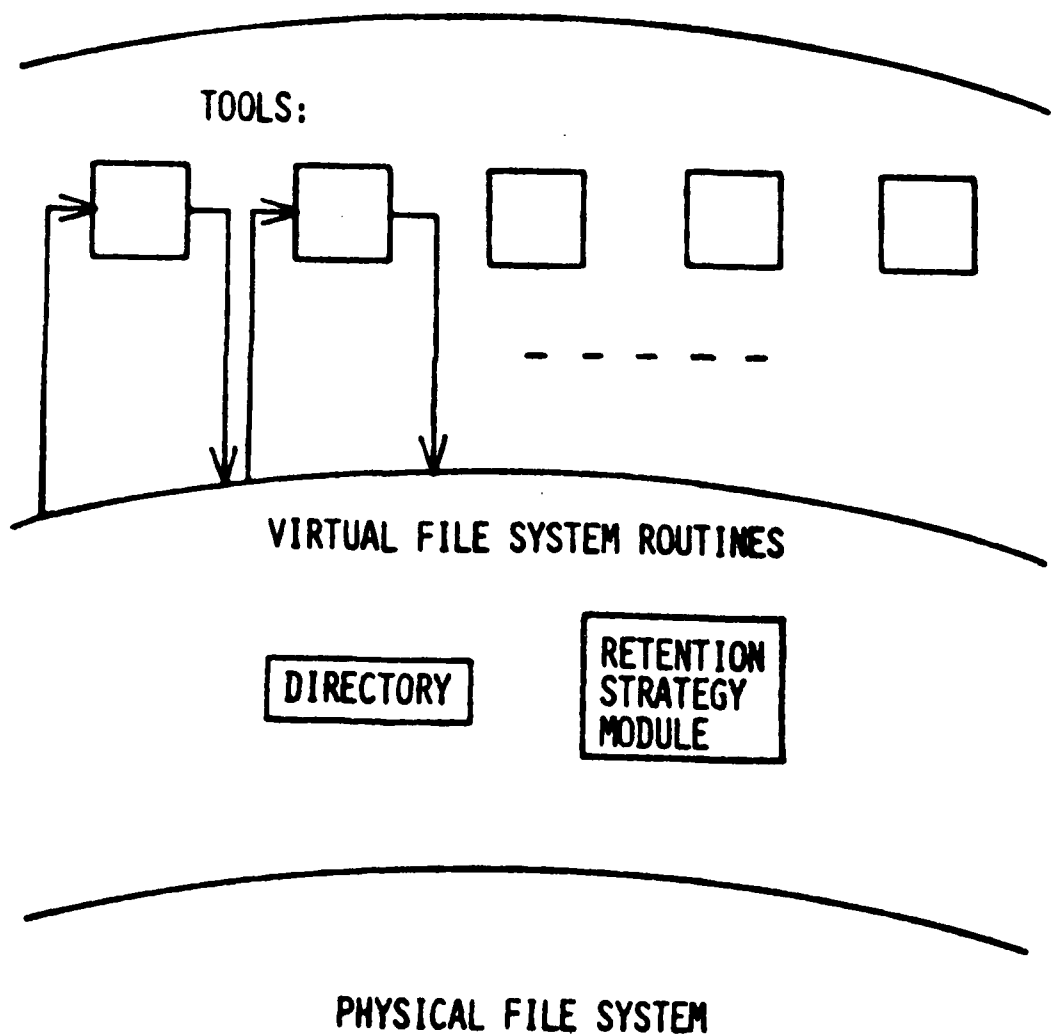 TOOLS:
VIRTUAL FILE SYSTEM ROUTINES
DIRECTORY
RETENTION
STRATEGY
MODULE
PHYSICAL FILE SYSTEM